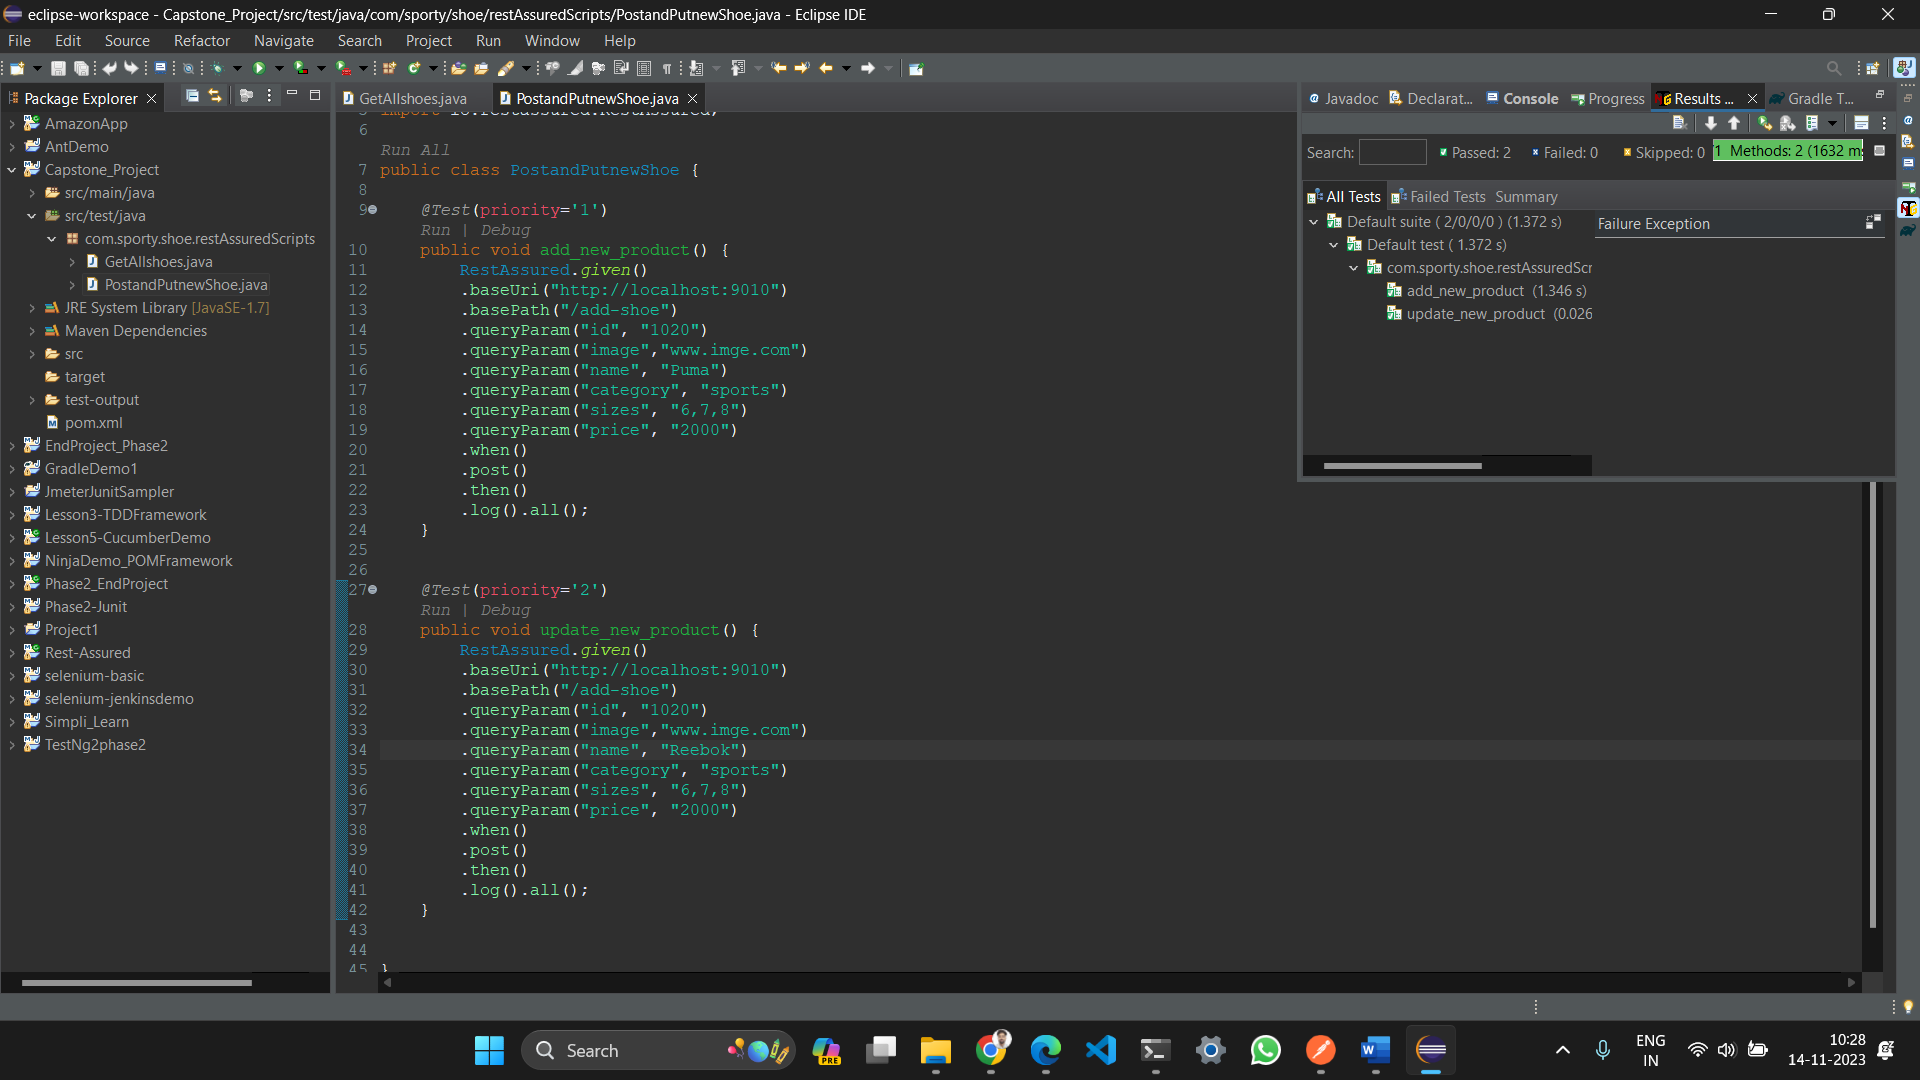 eclipse-workspace - Capstone_Project/src/test/java/com/sporty/shoe/restAssuredScripts/PostandPutnewShoe.java - Eclipse IDE
File Edit Source Refactor Navigate Search Project Run Window Help
Package Explorer
AmazonApp
AntDemo
Capstone_Project
src/main/java
src/test/java
com.sporty.shoe.restAssuredScripts
GetAllshoes.java
PostandPutnewShoe.java
JRE System Library [JavaSE-1.7]
Maven Dependencies
src
target
test-output
pom.xml
EndProject_Phase2
GradleDemo1
JmeterJunitSampler
Lesson3-TDDFramework
Lesson5-CucumberDemo
NinjaDemo_POMFramework
Phase2_EndProject
Phase2-Junit
Project1
Rest-Assured
selenium-basic
selenium-jenkinsdemo
Simpli_Learn
TestNg2phase2
GetAllshoes.java PostandPutnewShoe.java
5 import io.restassured.RestAssured;
6
Run All
7 public class PostandPutnewShoe {
8
9 @Test(priority='1')
Run | Debug
10 public void add_new_product() {
11 RestAssured.given()
12 .baseUri("http://localhost:9010")
13 .basePath("/add-shoe")
14 .queryParam("id", "1020")
15 .queryParam("image","www.imge.com")
16 .queryParam("name", "Puma")
17 .queryParam("category", "sports")
18 .queryParam("sizes", "6,7,8")
19 .queryParam("price", "2000")
20 .when()
21 .post()
22 .then()
23 .log().all();
24 }
25
26
27 @Test(priority='2')
Run | Debug
28 public void update_new_product() {
29 RestAssured.given()
30 .baseUri("http://localhost:9010")
31 .basePath("/add-shoe")
32 .queryParam("id", "1020")
33 .queryParam("image","www.imge.com")
34 .queryParam("name", "Reebok")
35 .queryParam("category", "sports")
36 .queryParam("sizes", "6,7,8")
37 .queryParam("price", "2000")
38 .when()
39 .post()
40 .then()
41 .log().all();
42 }
43
44
45 }
Javadoc Declarat... Console Progress Results ... Gradle T...
Search: Passed: 2 Failed: 0 Skipped: 0 1 Methods: 2 (1632 m
All Tests Failed Tests Summary
Default suite ( 2/0/0/0 ) (1.372 s)
Default test ( 1.372 s)
com.sporty.shoe.restAssuredScr
add_new_product (1.346 s)
update_new_product (0.026
Failure Exception
Search
PRE
ENG
IN
10:28
14-11-2023